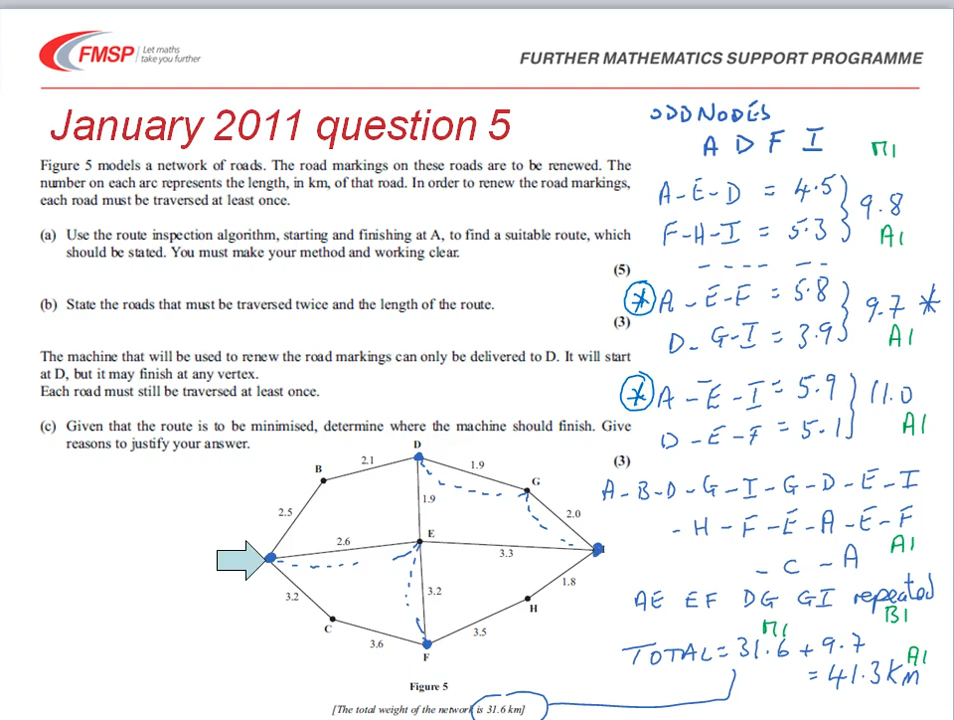 FMSP
Let maths
take you further
FURTHER MATHEMATICS SUPPORT PROGRAMME
January 2011 question 5
Figure 5 models a network of roads. The road markings on these roads are to be renewed. The
number on each arc represents the length, in km, of that road. In order to renew the road markings,
each road must be traversed at least once.
(a) Use the route inspection algorithm, starting and finishing at A, to find a suitable route, which
should be stated. You must make your method and working clear.
(5)
(b) State the roads that must be traversed twice and the length of the route.
(3)
The machine that will be used to renew the road markings can only be delivered to D. It will start
at D, but it may finish at any vertex.
Each road must still be traversed at least once.
(c) Given that the route is to be minimised, determine where the machine should finish. Give
reasons to justify your answer.
(3)
D
B
2.1
1.9
G
1.9
2.5
2.0
E
2.6
3.3
3.2
3.2
1.8
H
C
3.6
3.5
F
Figure 5
[The total weight of the network is 31.6 km]
ODD NODES
A D F I M1
A-E-D = 4.5
9.8
F-H-I = 5.3
A1
* A-E-F = 5.8
9.7 *
D-G-I = 3.9
A1
* A-E-I = 5.9
11.0
D-E-F = 5.1
A1
A-B-D-G-I-G-D-E-I
-H-F-E-A-E-F
A1
-C-A
AE EF DG GI repeated
B1
M1
TOTAL = 31.6 + 9.7
A1
= 41.3 KM